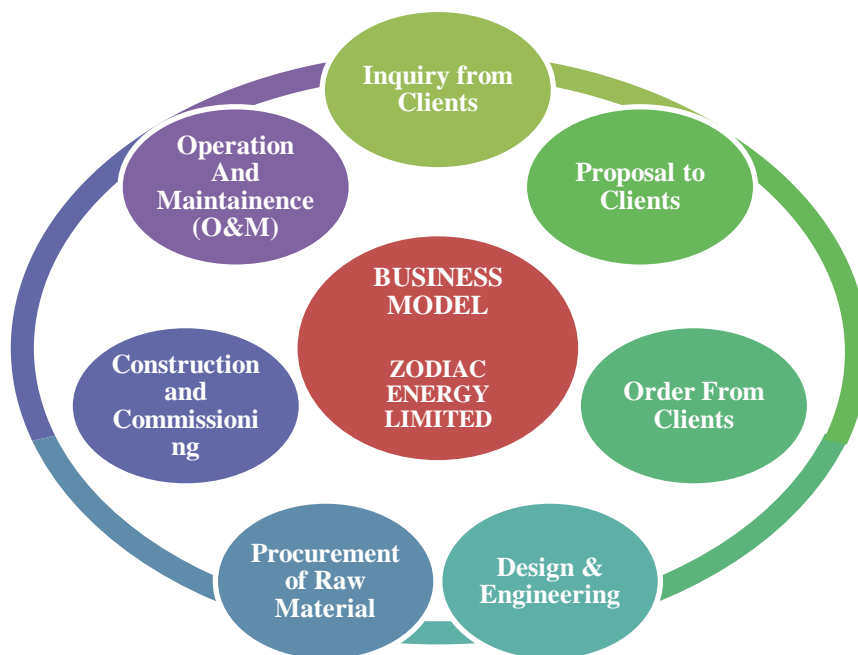 Inquiry from
Clients
Proposal to
Clients
Order From
Clients
Design &
Engineering
Procurement
of Raw
Material
Construction
and
Commissioni
ng
Operation
And
Maintainence
(O&M)
BUSINESS
MODEL
ZODIAC
ENERGY
LIMITED